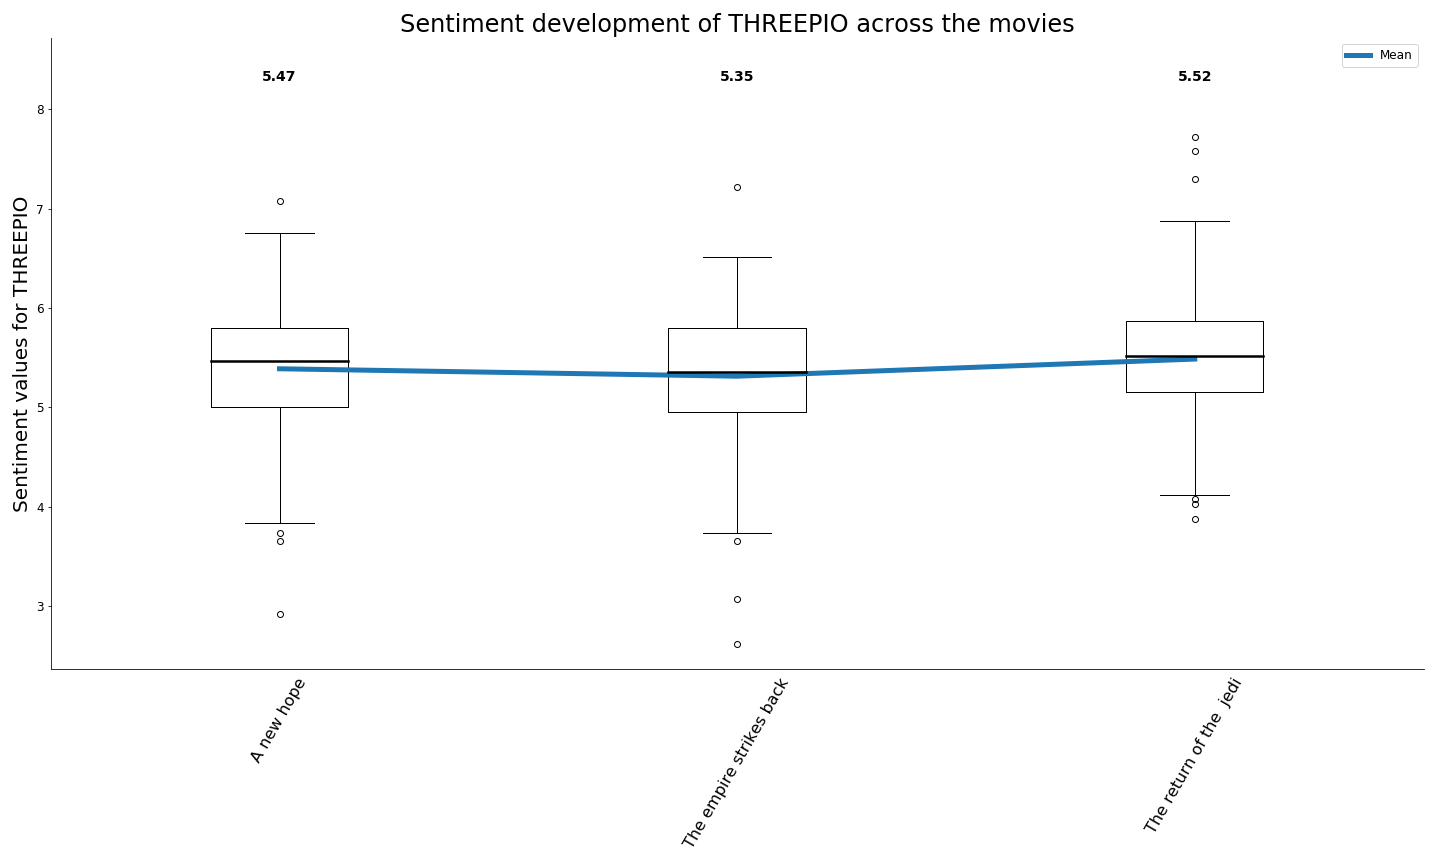 Sentiment development of THREEPIO across the movies
Mean
5.47 5.35 5.52
Sentiment values for THREEPIO
8
7
6
5
4
3
A new hope
The empire strikes back
The return of the  jedi